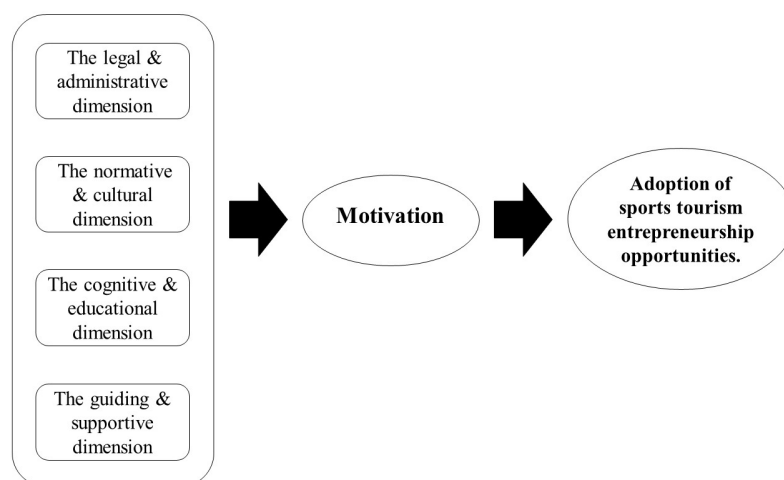 The legal &
administrative
dimension
The normative
& cultural
dimension
The cognitive &
educational
dimension
The guiding &
supportive
dimension
Motivation
Adoption of
sports tourism
entrepreneurship
opportunities.